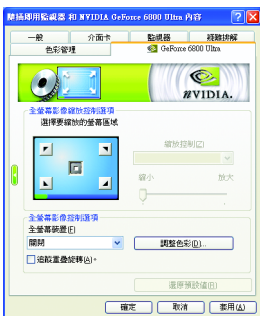 隨插即用監視器 和 NVIDIA GeForce 6800 Ultra 內容
一般
介面卡
監視器
疑難排解
色彩管理
GeForce 6800 Ultra
NVIDIA.
全螢幕影像縮放控制選項
選擇要縮放的螢幕區域
縮放控制(Z)
縮小
放大
全螢幕影像控制選項
全螢幕裝置(F)
關閉
調整色彩(D)...
追蹤重疊旋轉(A)+
還原預設值(R)
確定
取消
套用(A)